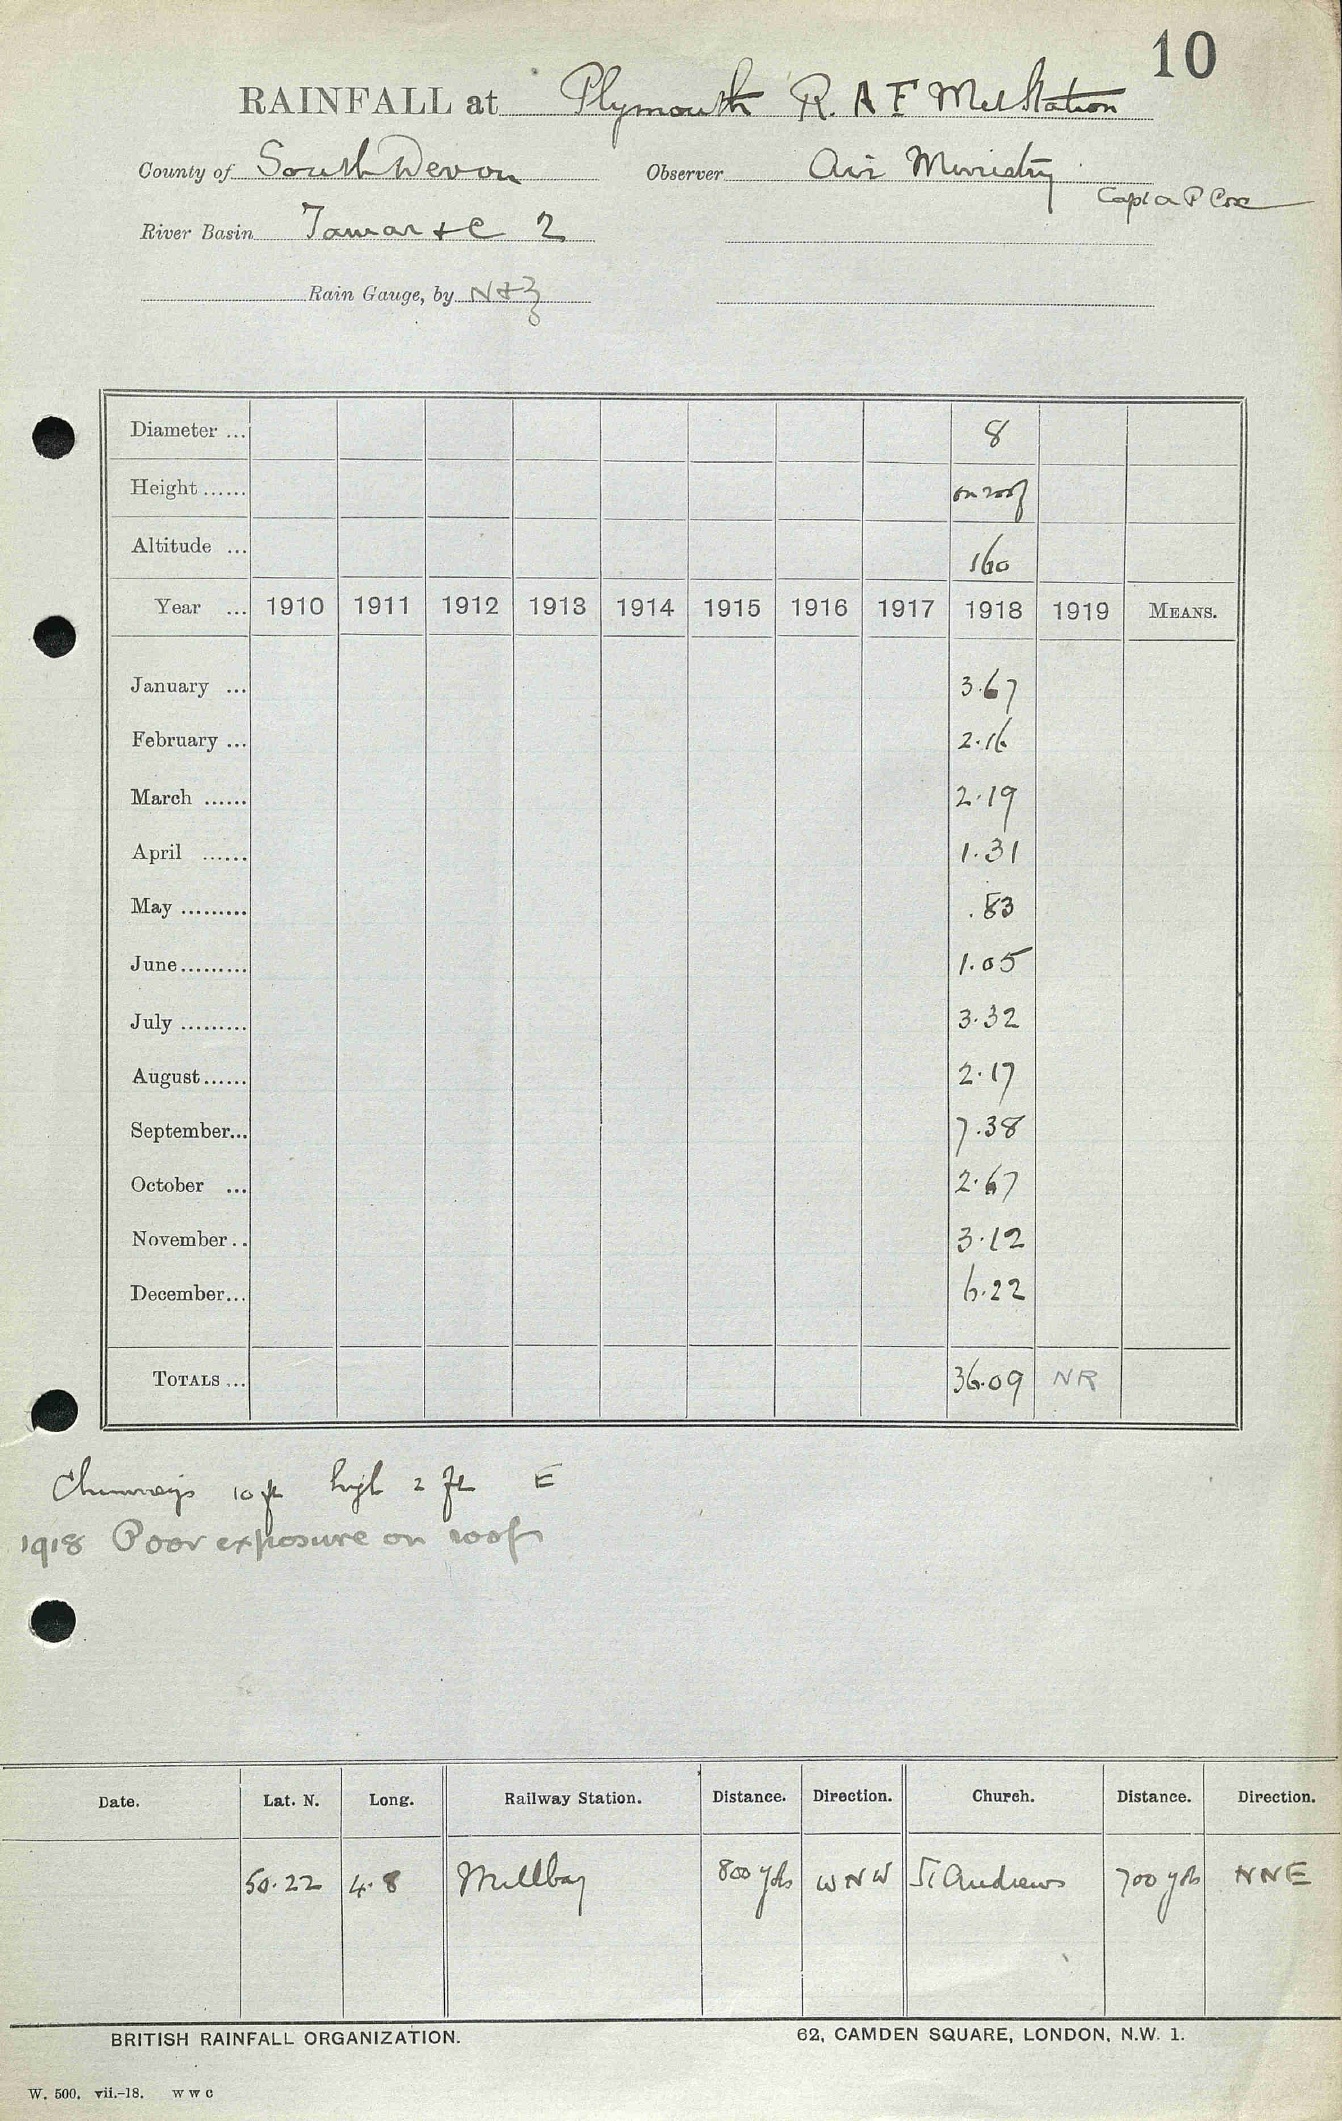 10
RAINFALL at Plymouth R.A F Met Station
County of South Devon Observer Air Ministry
Capt A P Cox
River Basin Tamar &c 2
Rain Gauge, by N & Z
Diameter ... 8
Height ...... on roof
Altitude ... 160
Year ... 1910 1911 1912 1913 1914 1915 1916 1917 1918 1919 MEANS.
January ... 3.67
February ... 2.16
March ...... 2.19
April ...... 1.31
May ......... .83
June ......... 1.05
July ......... 3.32
August ...... 2.17
September... 7.38
October ... 2.67
November .. 3.12
December... 6.22
TOTALS ... 36.09 NR
Chimneys 10 ft high 2 ft E
1918 Poor exposure on roof
Date. Lat. N. Long. Railway Station. Distance. Direction. Church. Distance. Direction.
50.22 4.8 Millbay 800 yds WNW St Andrews 700 yds NNE
BRITISH RAINFALL ORGANIZATION. 62, CAMDEN SQUARE, LONDON, N.W. 1.
W. 500. vii.-18. W W C